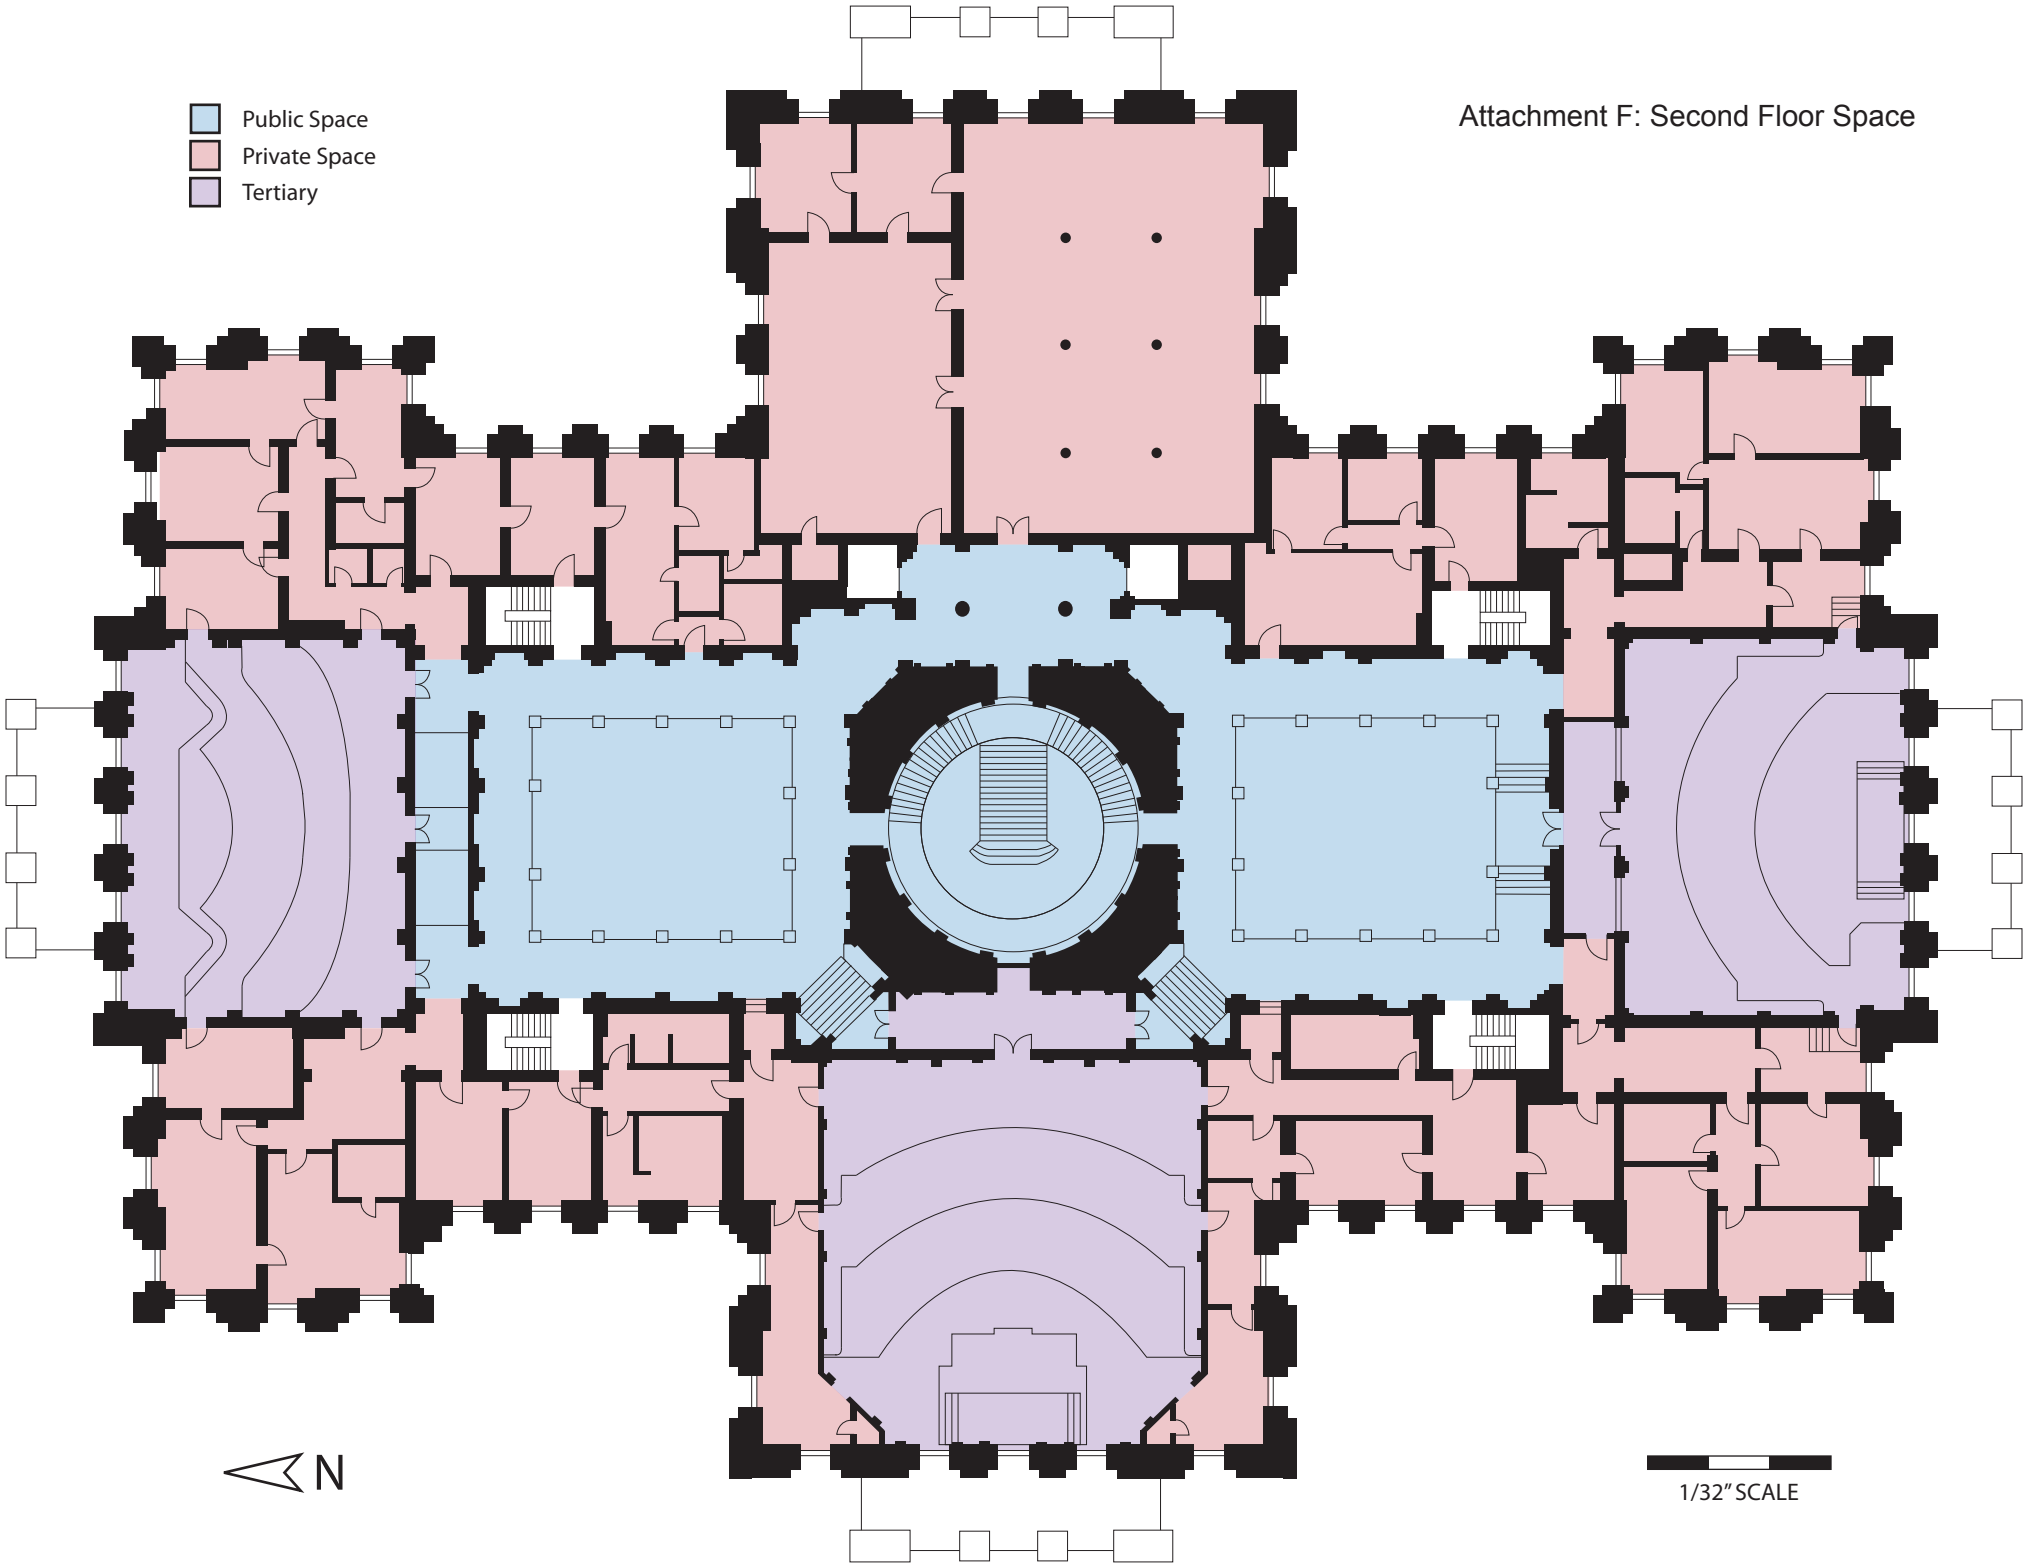 Attachment F: Second Floor Space
Public Space
Private Space
Tertiary
N
1/32" SCALE